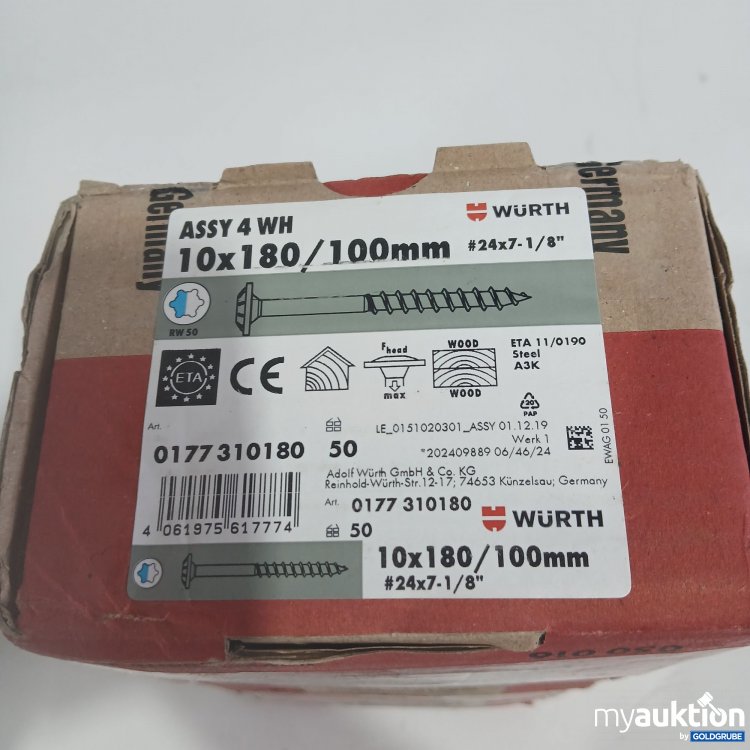 Germany
Germany
ASSY 4 WH
WÜRTH
10x180/100mm #24x7-1/8"
RW 50
ETA
CE
Fhead
max
WOOD
WOOD
ETA 11/0190
Steel
A3K
20
PAP
Art.
0177 310180 50
LE_0151020301_ASSY 01.12.19
Werk 1
*202409889 06/46/24
EWAG 01 50
Adolf Würth GmbH & Co. KG
Reinhold-Würth-Str.12-17; 74653 Künzelsau; Germany
4 061975 617774
Art. 0177 310180
50
WÜRTH
10x180/100mm
#24x7-1/8"
myauktion
by GOLDGRUBE